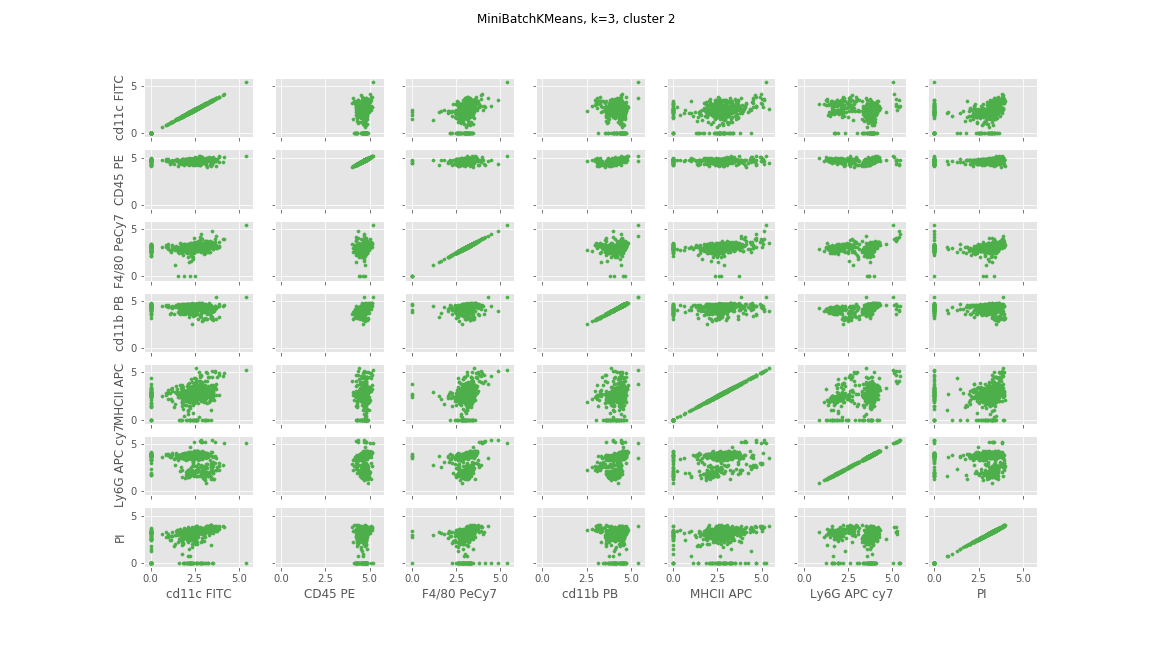 MiniBatchKMeans, k=3, cluster 2
cd11c FITC
5
0
CD45 PE
5
0
F4/80 PeCy7
5
0
cd11b PB
5
0
MHCII APC
5
0
Ly6G APC cy7
5
0
PI
5
0
0.0 2.5 5.0 0.0 2.5 5.0 0.0 2.5 5.0 0.0 2.5 5.0 0.0 2.5 5.0 0.0 2.5 5.0 0.0 2.5 5.0
cd11c FITC CD45 PE F4/80 PeCy7 cd11b PB MHCII APC Ly6G APC cy7 PI